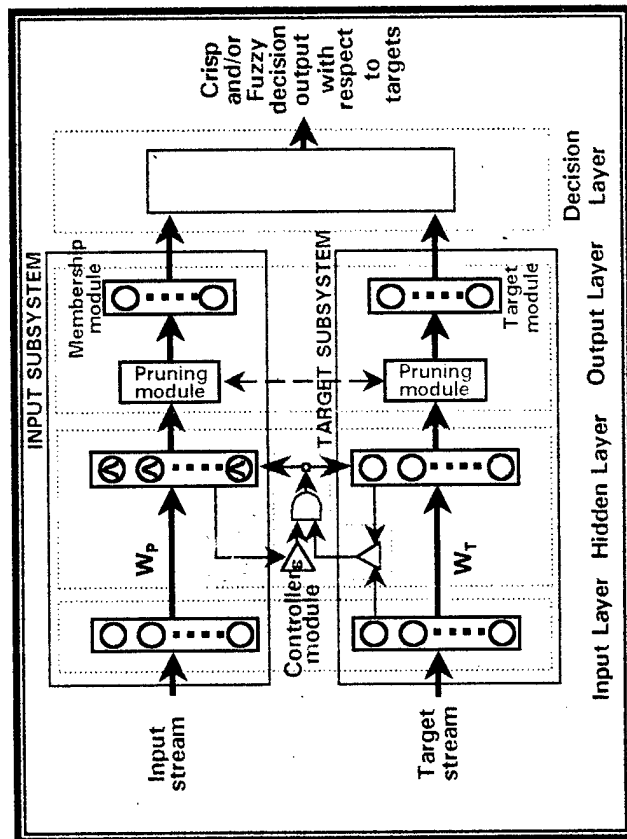 INPUT SUBSYSTEM
Membership
module
Pruning
module
W_P
Input
stream
Crisp
and/or
Fuzzy
decision
output
with
respect
to
targets
Controllers
module
ε
TARGET SUBSYSTEM
Pruning
module
Target
module
W_T
Target
stream
Input Layer
Hidden Layer
Output Layer
Decision
Layer